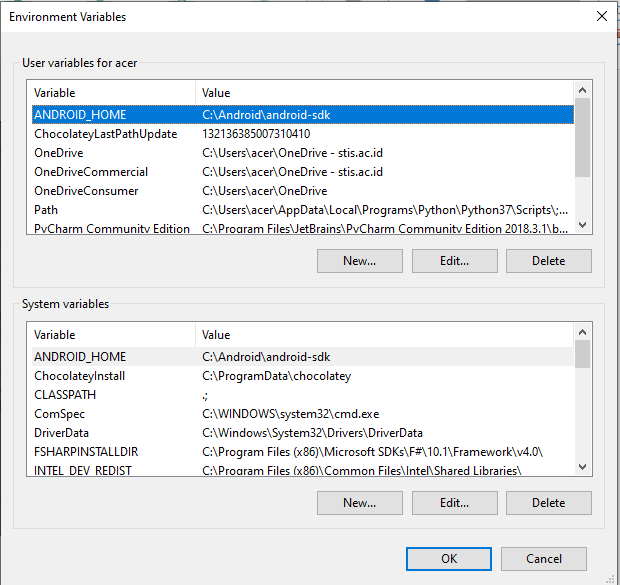 Environment Variables
User variables for acer
Variable Value
ANDROID_HOME C:\Android\android-sdk
ChocolateyLastPathUpdate 132136385007310410
OneDrive C:\Users\acer\OneDrive - stis.ac.id
OneDriveCommercial C:\Users\acer\OneDrive - stis.ac.id
OneDriveConsumer C:\Users\acer\OneDrive
Path C:\Users\acer\AppData\Local\Programs\Python\Python37\Scripts\;...
PyCharm Community Edition C:\Program Files\JetBrains\PyCharm Community Edition 2018.3.1\b...
New... Edit... Delete
System variables
Variable Value
ANDROID_HOME C:\Android\android-sdk
ChocolateyInstall C:\ProgramData\chocolatey
CLASSPATH .;
ComSpec C:\WINDOWS\system32\cmd.exe
DriverData C:\Windows\System32\Drivers\DriverData
FSHARPINSTALLDIR C:\Program Files (x86)\Microsoft SDKs\F#\10.1\Framework\v4.0\
INTEL_DEV_REDIST C:\Program Files (x86)\Common Files\Intel\Shared Libraries\
New... Edit... Delete
OK Cancel